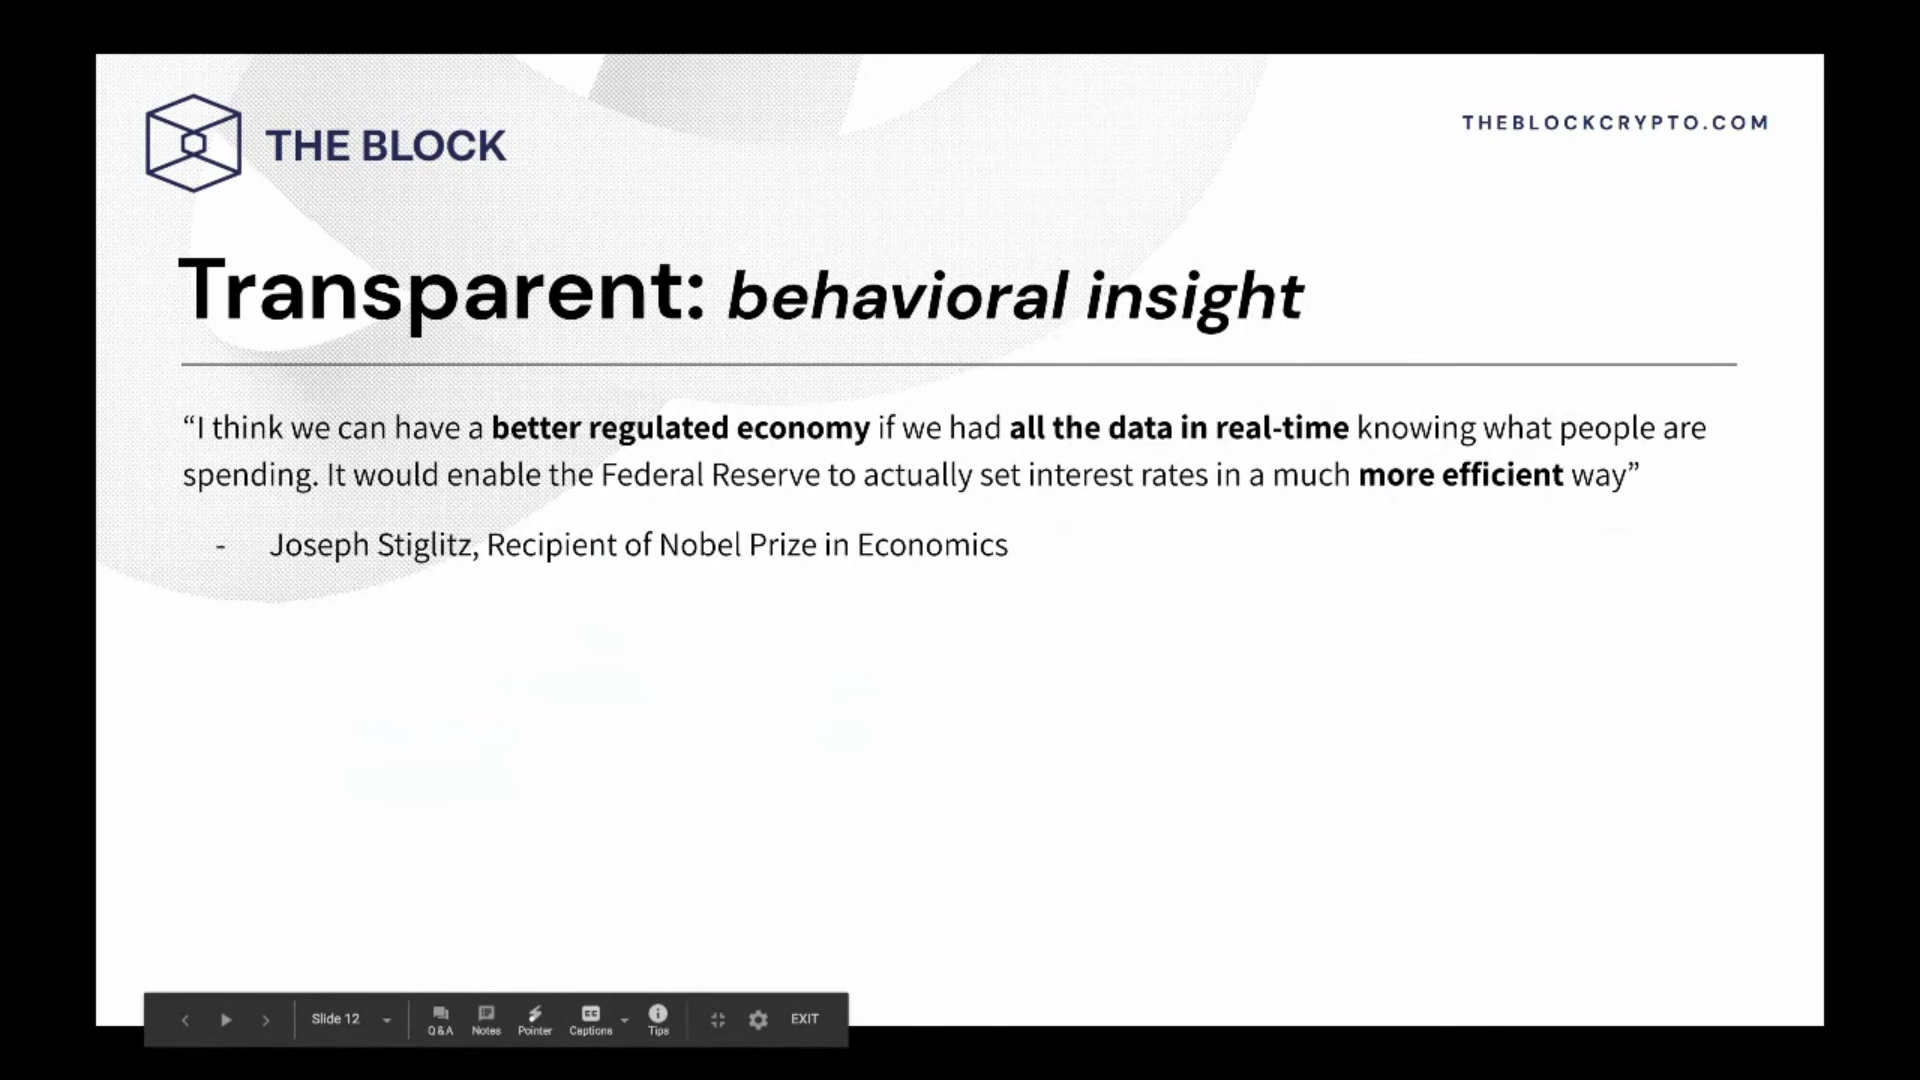 THE BLOCK
THEBLOCKCRYPTO.COM
Transparent: behavioral insight
“I think we can have a better regulated economy if we had all the data in real-time knowing what people are
spending. It would enable the Federal Reserve to actually set interest rates in a much more efficient way”
- Joseph Stiglitz, Recipient of Nobel Prize in Economics
Slide 12
Q&A
Notes
Pointer
Captions
Tips
EXIT